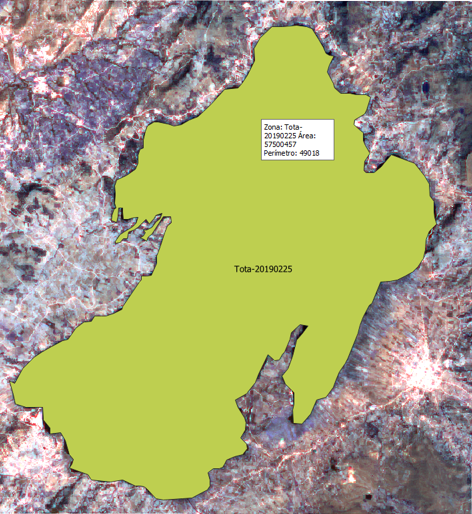 Zona: Tota-
20190225 Área:
57500457
Perímetro: 49018
Tota-20190225